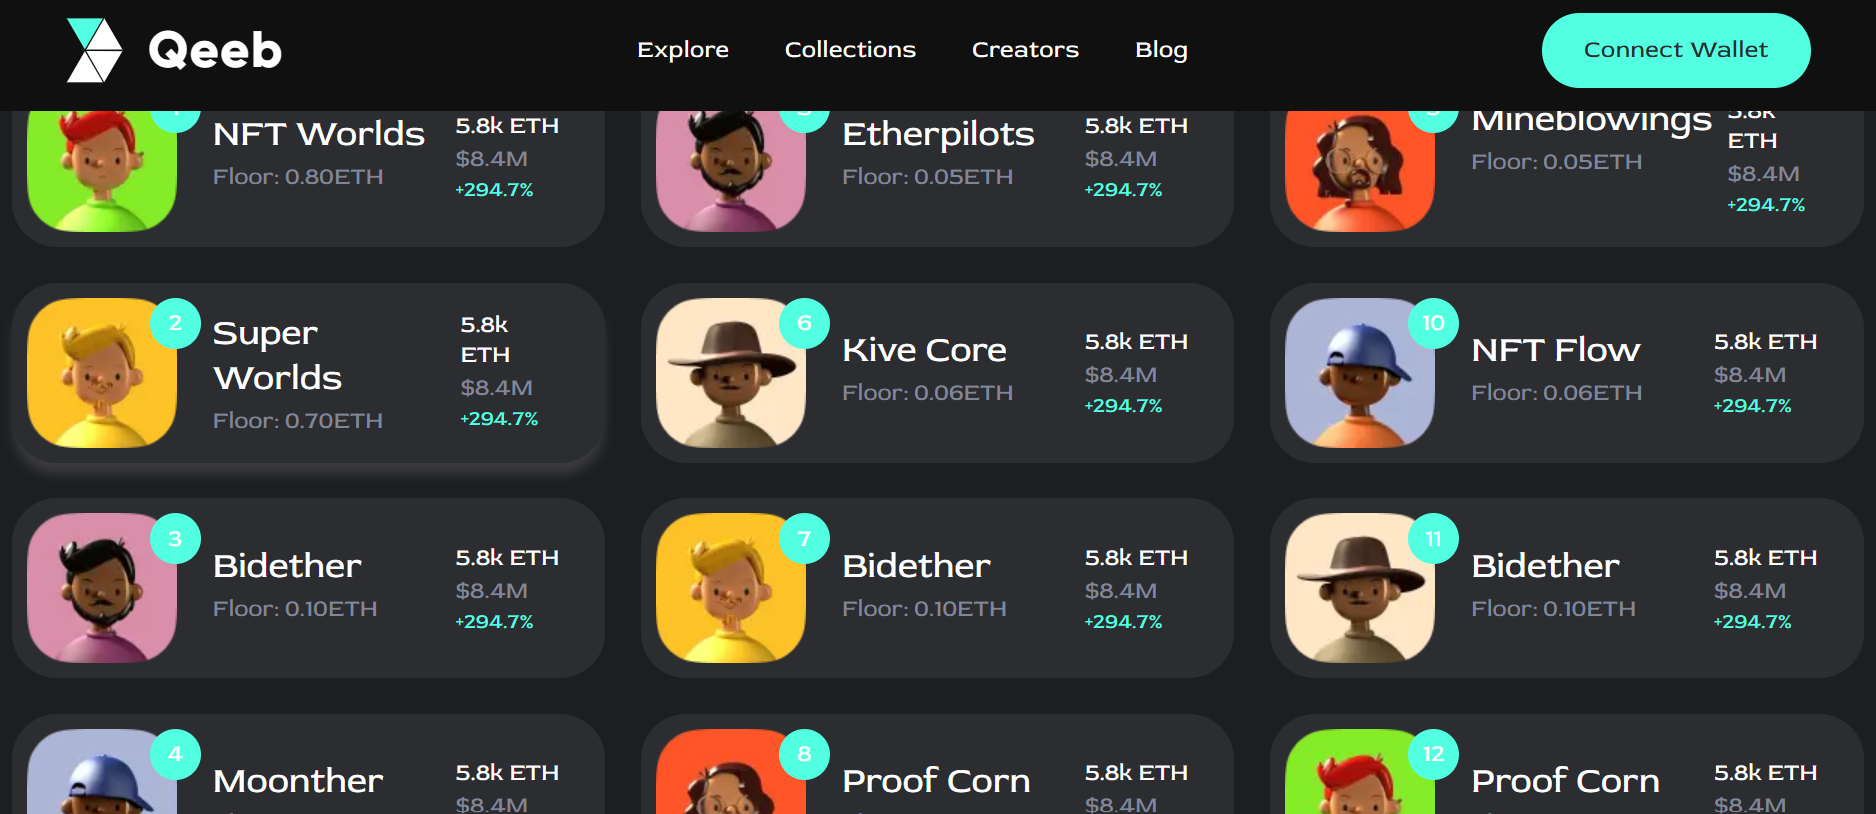 Qeeb
Explore
Collections
Creators
Blog
Connect Wallet
NFT Worlds
Floor: 0.80ETH
5.8k ETH
$8.4M
+294.7%
Etherpilots
Floor: 0.05ETH
5.8k ETH
$8.4M
+294.7%
Mineblowings
Floor: 0.05ETH
5.8k
ETH
$8.4M
+294.7%
2
Super
Worlds
Floor: 0.70ETH
5.8k
ETH
$8.4M
+294.7%
6
Kive Core
Floor: 0.06ETH
5.8k ETH
$8.4M
+294.7%
10
NFT Flow
Floor: 0.06ETH
5.8k ETH
$8.4M
+294.7%
3
Bidether
Floor: 0.10ETH
5.8k ETH
$8.4M
+294.7%
7
Bidether
Floor: 0.10ETH
5.8k ETH
$8.4M
+294.7%
11
Bidether
Floor: 0.10ETH
5.8k ETH
$8.4M
+294.7%
4
Moonther
5.8k ETH
$8.4M
8
Proof Corn
5.8k ETH
$8.4M
12
Proof Corn
5.8k ETH
$8.4M